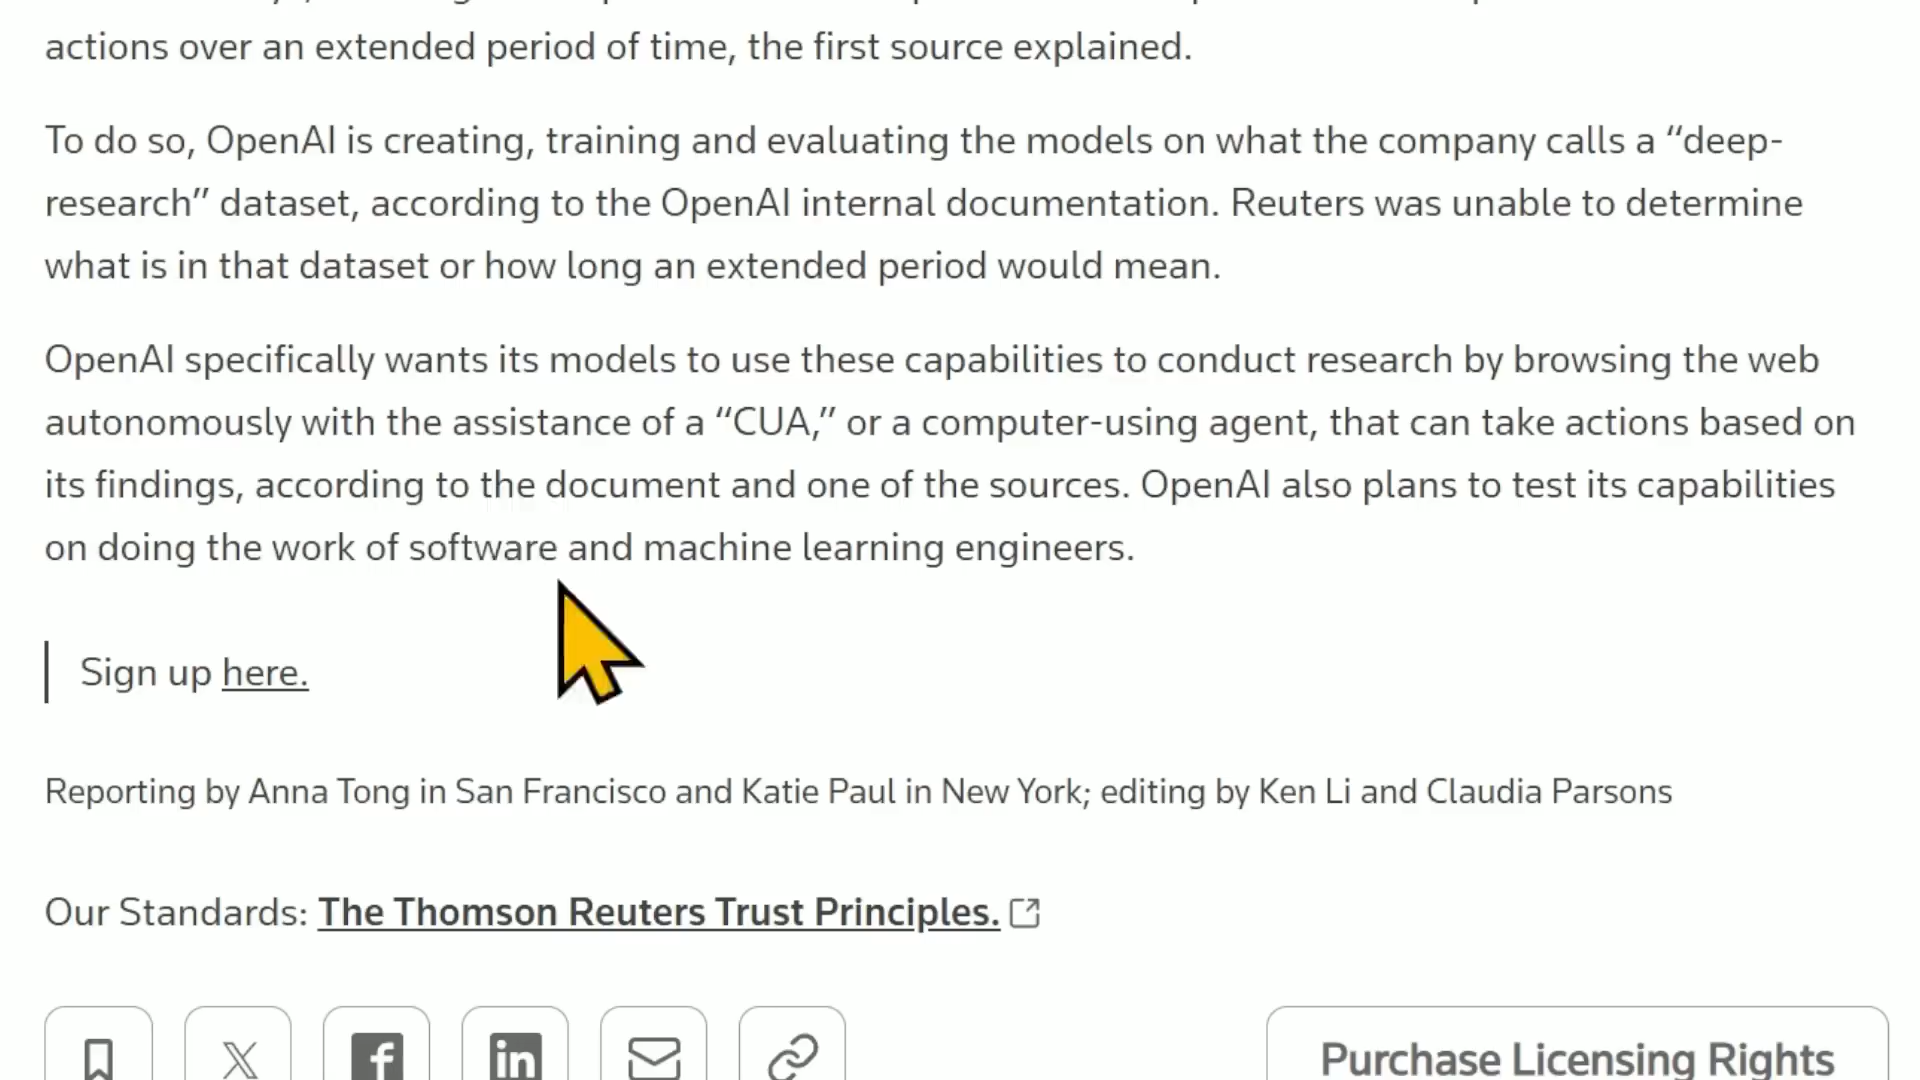 actions over an extended period of time, the first source explained.
To do so, OpenAI is creating, training and evaluating the models on what the company calls a “deep-
research” dataset, according to the OpenAI internal documentation. Reuters was unable to determine
what is in that dataset or how long an extended period would mean.
OpenAI specifically wants its models to use these capabilities to conduct research by browsing the web
autonomously with the assistance of a “CUA,” or a computer-using agent, that can take actions based on
its findings, according to the document and one of the sources. OpenAI also plans to test its capabilities
on doing the work of software and machine learning engineers.
Sign up here.
Reporting by Anna Tong in San Francisco and Katie Paul in New York; editing by Ken Li and Claudia Parsons
Our Standards: The Thomson Reuters Trust Principles.
Purchase Licensing Rights